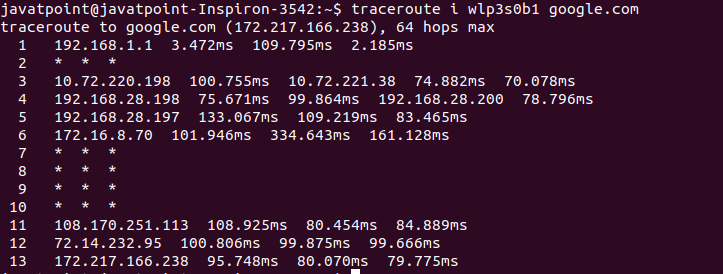 javatpoint@javatpoint-Inspiron-3542:~$ traceroute i wlp3s0b1 google.com
traceroute to google.com (172.217.166.238), 64 hops max
1 192.168.1.1 3.472ms 109.795ms 2.185ms
2 * * *
3 10.72.220.198 100.755ms 10.72.221.38 74.882ms 70.078ms
4 192.168.28.198 75.671ms 99.864ms 192.168.28.200 78.796ms
5 192.168.28.197 133.067ms 109.219ms 83.465ms
6 172.16.8.70 101.946ms 334.643ms 161.128ms
7 * * *
8 * * *
9 * * *
10 * * *
11 108.170.251.113 108.925ms 80.454ms 84.889ms
12 72.14.232.95 100.806ms 99.875ms 99.666ms
13 172.217.166.238 95.748ms 80.070ms 79.775ms